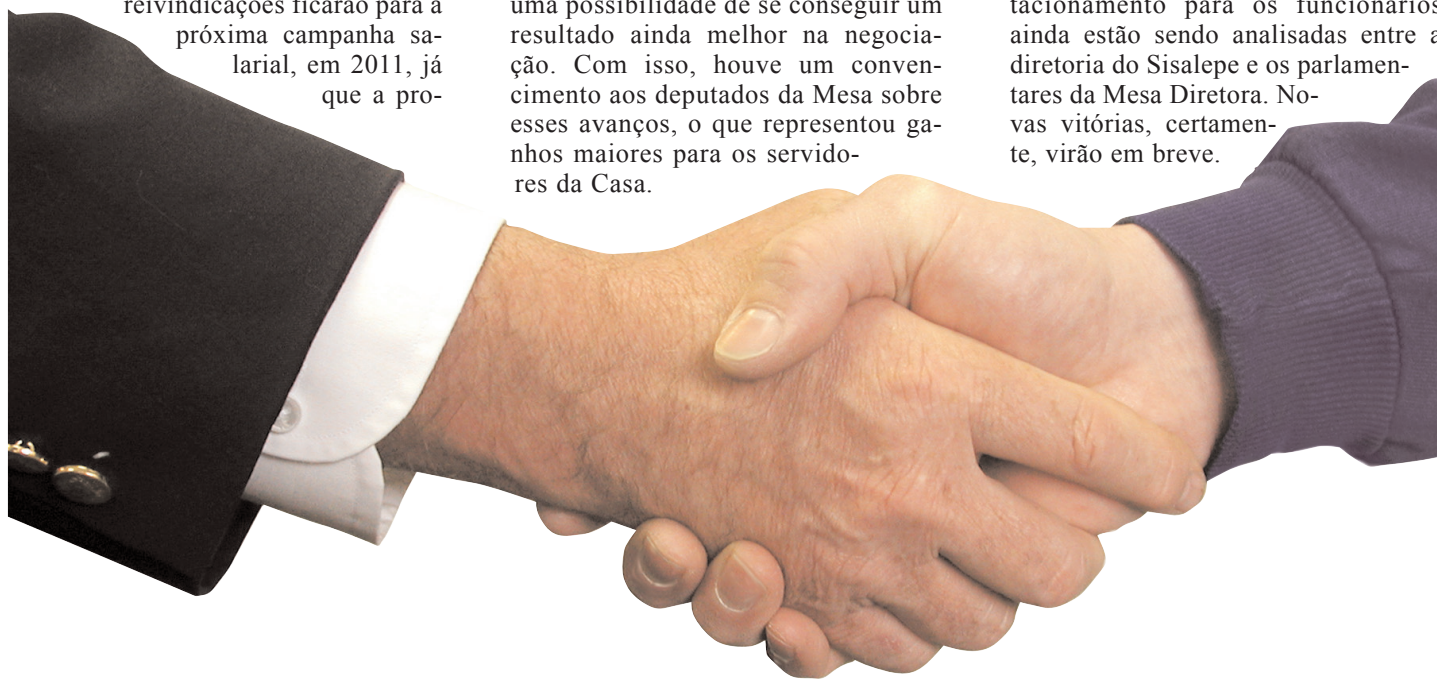 reivindicações ficarão para a
próxima campanha sa-
larial, em 2011, já
que a pro-
uma possibilidade de se conseguir um
resultado ainda melhor na negocia-
ção. Com isso, houve um conven-
cimento aos deputados da Mesa sobre
esses avanços, o que representou ga-
nhos maiores para os servido-
res da Casa.
tacionamento para os funcionários
ainda estão sendo analisadas entre a
diretoria do Sisalepe e os parlamen-
tares da Mesa Diretora. No-
vas vitórias, certamen-
te, virão em breve.